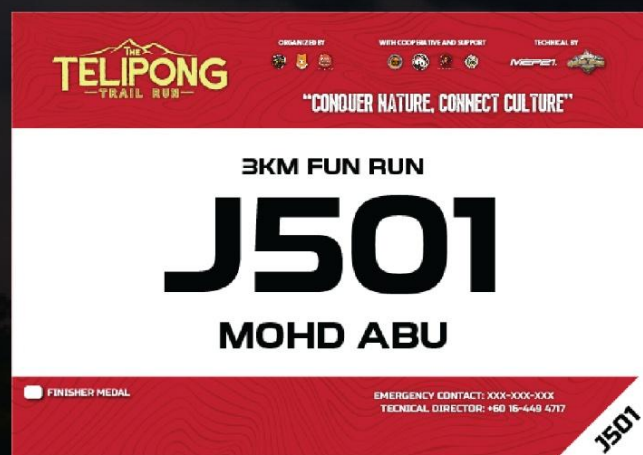 THE
TELIPONG
TRAIL RUN
ORGANIZED BY
WITH COOPERATIVE AND SUPPORT
TECHNICAL BY
"CONQUER NATURE, CONNECT CULTURE"
3KM FUN RUN
J501
MOHD ABU
FINISHER MEDAL
EMERGENCY CONTACT: XXX-XXX-XXX
TECNICAL DIRECTOR: +60 16-449 4717
J501